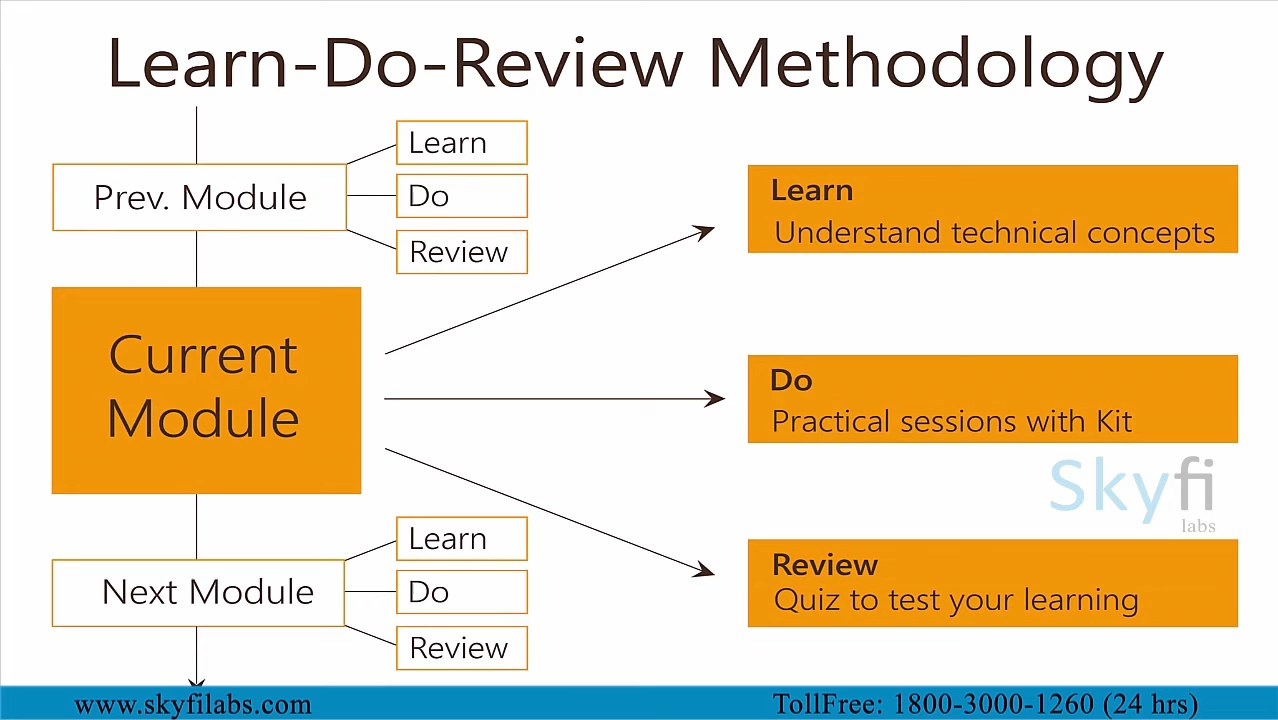 Learn-Do-Review Methodology
Learn
Prev. Module
Do
Review
Current
Module
Learn
Next Module
Do
Review
Learn
Understand technical concepts
Do
Practical sessions with Kit
Skyfi
labs
Review
Quiz to test your learning
www.skyfilabs.com
TollFree: 1800-3000-1260 (24 hrs)